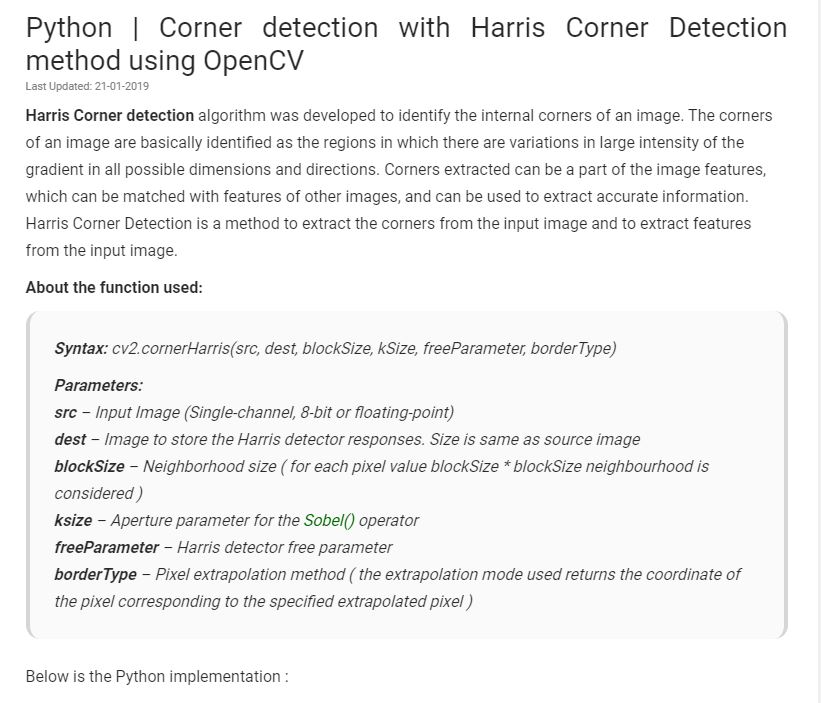 Python | Corner detection with Harris Corner Detection
method using OpenCV
Last Updated: 21-01-2019
Harris Corner detection algorithm was developed to identify the internal corners of an image. The corners
of an image are basically identified as the regions in which there are variations in large intensity of the
gradient in all possible dimensions and directions. Corners extracted can be a part of the image features,
which can be matched with features of other images, and can be used to extract accurate information.
Harris Corner Detection is a method to extract the corners from the input image and to extract features
from the input image.
About the function used:
Syntax: cv2.cornerHarris(src, dest, blockSize, kSize, freeParameter, borderType)
Parameters:
src – Input Image (Single-channel, 8-bit or floating-point)
dest – Image to store the Harris detector responses. Size is same as source image
blockSize – Neighborhood size ( for each pixel value blockSize * blockSize neighbourhood is
considered )
ksize – Aperture parameter for the Sobel() operator
freeParameter – Harris detector free parameter
borderType – Pixel extrapolation method ( the extrapolation mode used returns the coordinate of
the pixel corresponding to the specified extrapolated pixel )
Below is the Python implementation :